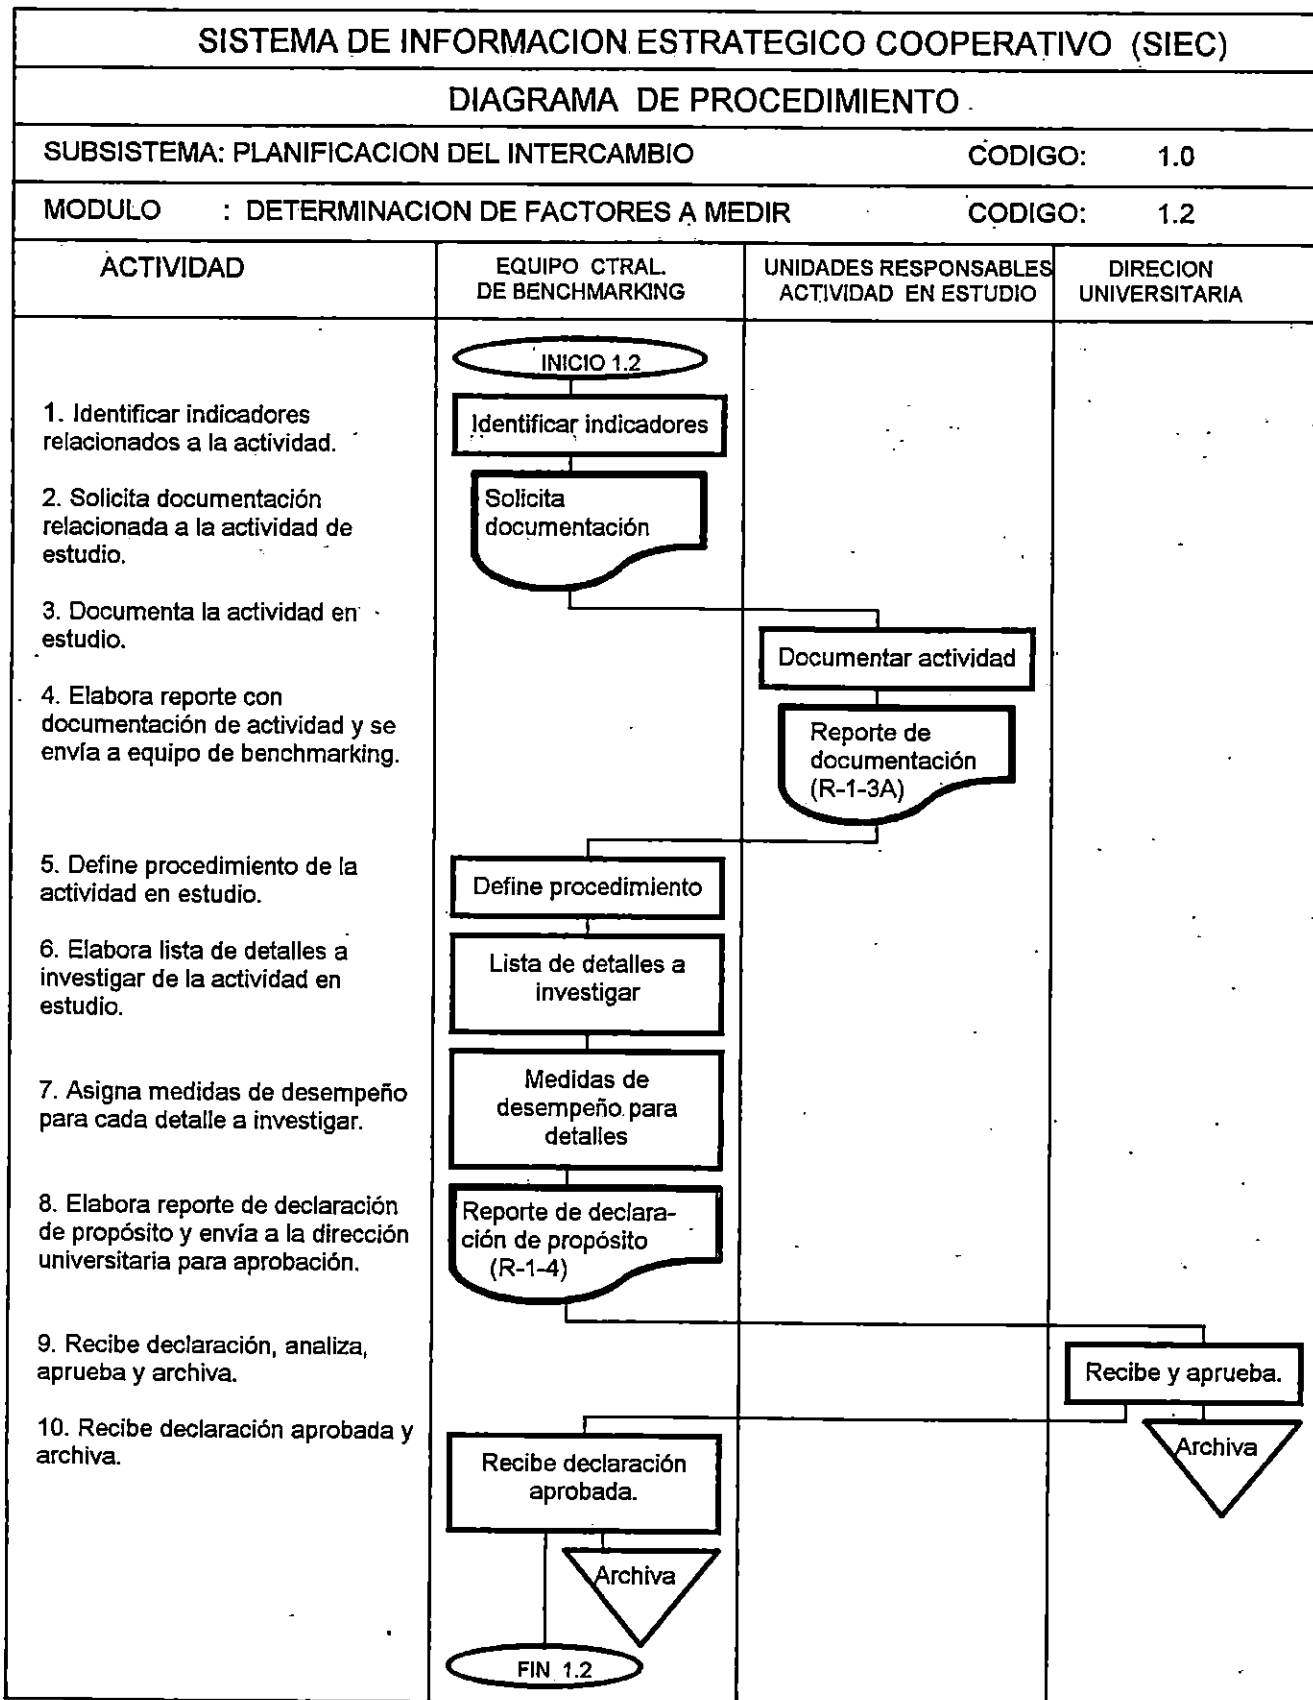 SISTEMA DE INFORMACION ESTRATEGICO COOPERATIVO (SIEC)
DIAGRAMA DE PROCEDIMIENTO
SUBSISTEMA: PLANIFICACION DEL INTERCAMBIO CODIGO: 1.0
MODULO : DETERMINACION DE FACTORES A MEDIR CODIGO: 1.2
ACTIVIDAD
EQUIPO CTRAL.
DE BENCHMARKING
UNIDADES RESPONSABLES
ACTIVIDAD EN ESTUDIO
DIRECION
UNIVERSITARIA
INICIO 1.2
1. Identificar indicadores
relacionados a la actividad.
Identificar indicadores
2. Solicita documentación
relacionada a la actividad de
estudio.
Solicita
documentación
3. Documenta la actividad en
estudio.
Documentar actividad
4. Elabora reporte con
documentación de actividad y se
envía a equipo de benchmarking.
Reporte de
documentación
(R-1-3A)
5. Define procedimiento de la
actividad en estudio.
Define procedimiento
6. Elabora lista de detalles a
investigar de la actividad en
estudio.
Lista de detalles a
investigar
7. Asigna medidas de desempeño
para cada detalle a investigar.
Medidas de
desempeño para
detalles
8. Elabora reporte de declaración
de propósito y envía a la dirección
universitaria para aprobación.
Reporte de declara-
ción de propósito
(R-1-4)
9. Recibe declaración, analiza,
aprueba y archiva.
Recibe y aprueba.
Archiva
10. Recibe declaración aprobada y
archiva.
Recibe declaración
aprobada.
Archiva
FIN 1.2